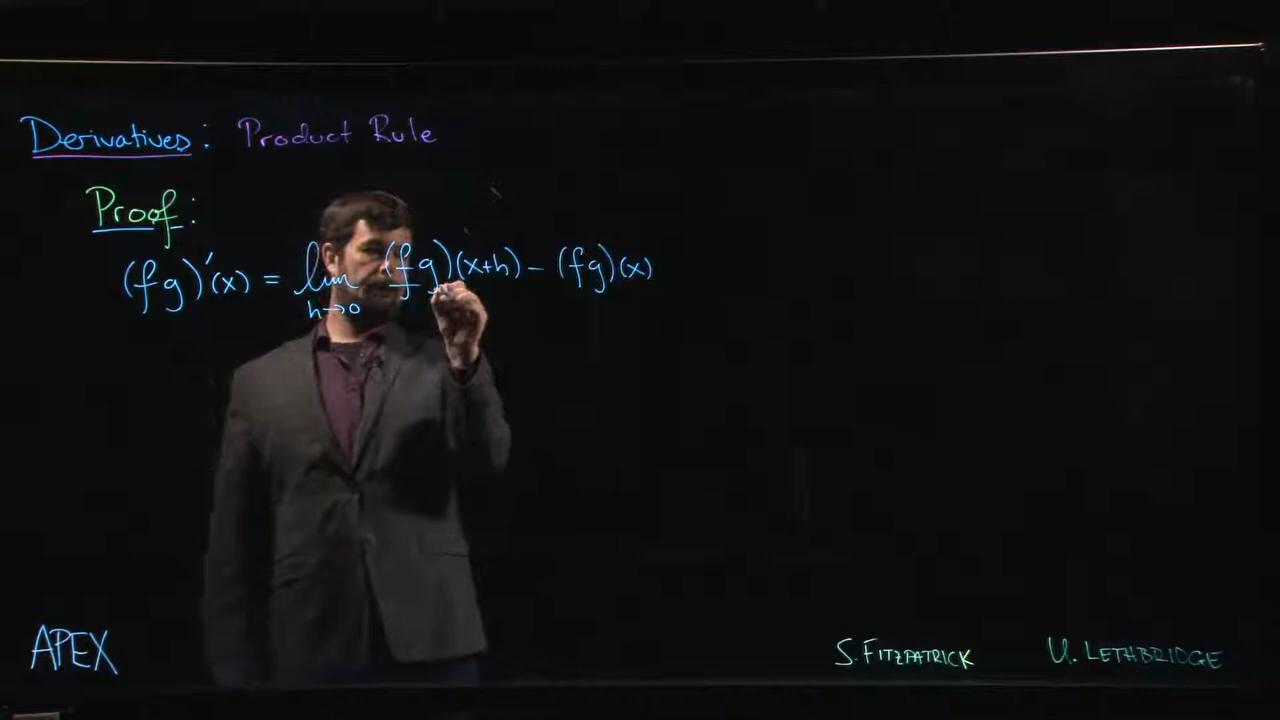 Derivatives: Product Rule
Proof:
(fg)'(x) = lim (fg)(x+h) - (fg)(x)
h→0
APEX
S. FITZPATRICK U. LETHBRIDGE